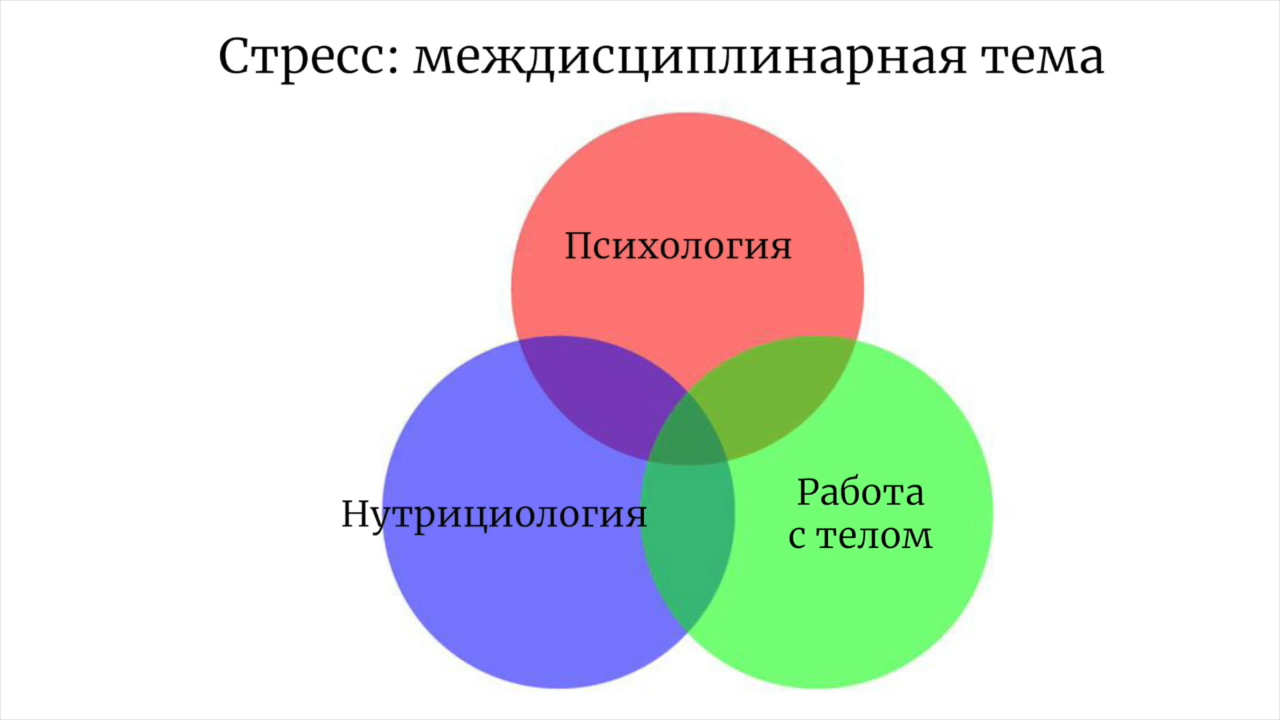 Стресс: междисциплинарная тема
Психология
Нутрициология
Работа
с телом